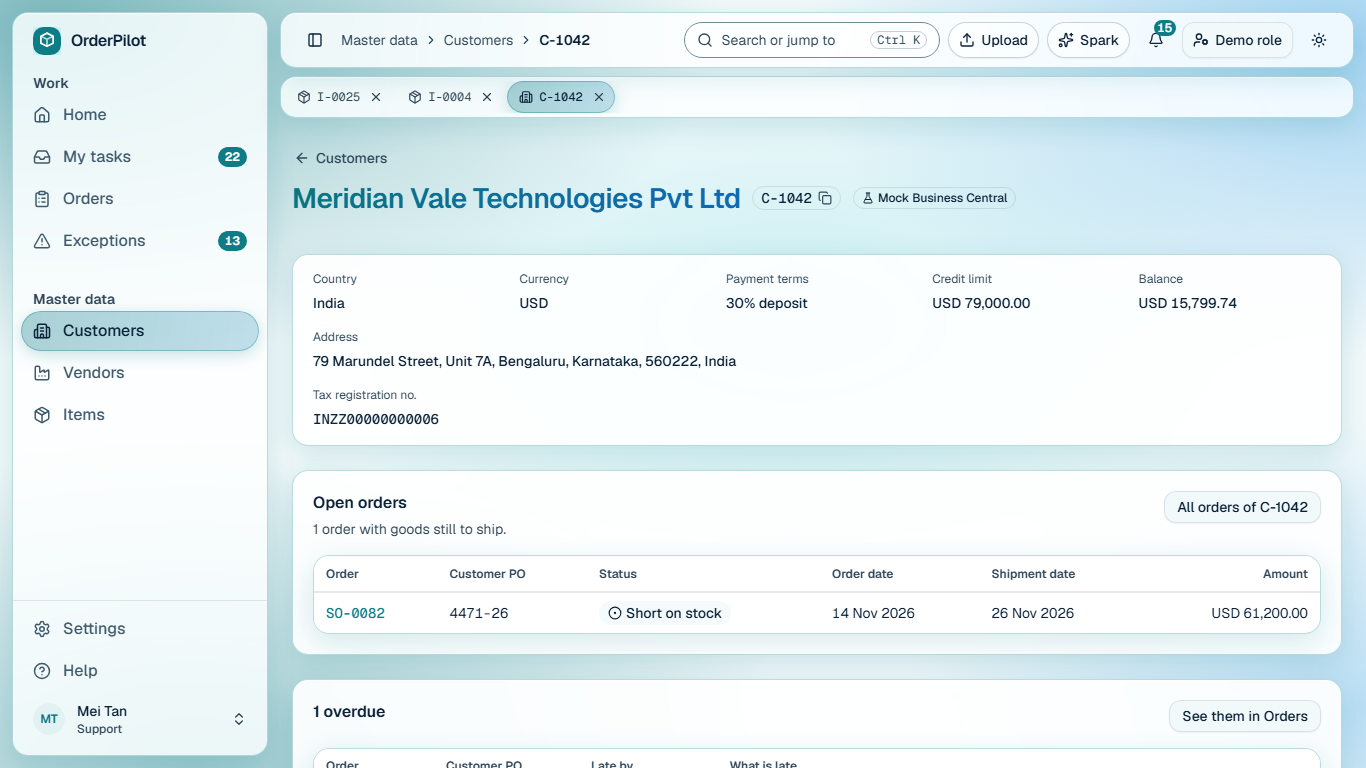 OrderPilot
Work
Home
My tasks 22
Orders
Exceptions 13
Master data
Customers
Vendors
Items
Settings
Help
MT Mei Tan
Support
Master data > Customers > C-1042
Search or jump to Ctrl K
Upload
Spark
15
Demo role
I-0025
I-0004
C-1042
Customers
Meridian Vale Technologies Pvt Ltd C-1042 Mock Business Central
Country Currency Payment terms Credit limit Balance
India USD 30% deposit USD 79,000.00 USD 15,799.74
Address
79 Marundel Street, Unit 7A, Bengaluru, Karnataka, 560222, India
Tax registration no.
INZZ00000000006
Open orders
All orders of C-1042
1 order with goods still to ship.
Order Customer PO Status Order date Shipment date Amount
SO-0082 4471-26 Short on stock 14 Nov 2026 26 Nov 2026 USD 61,200.00
1 overdue
See them in Orders
Order Customer PO Late by What is late